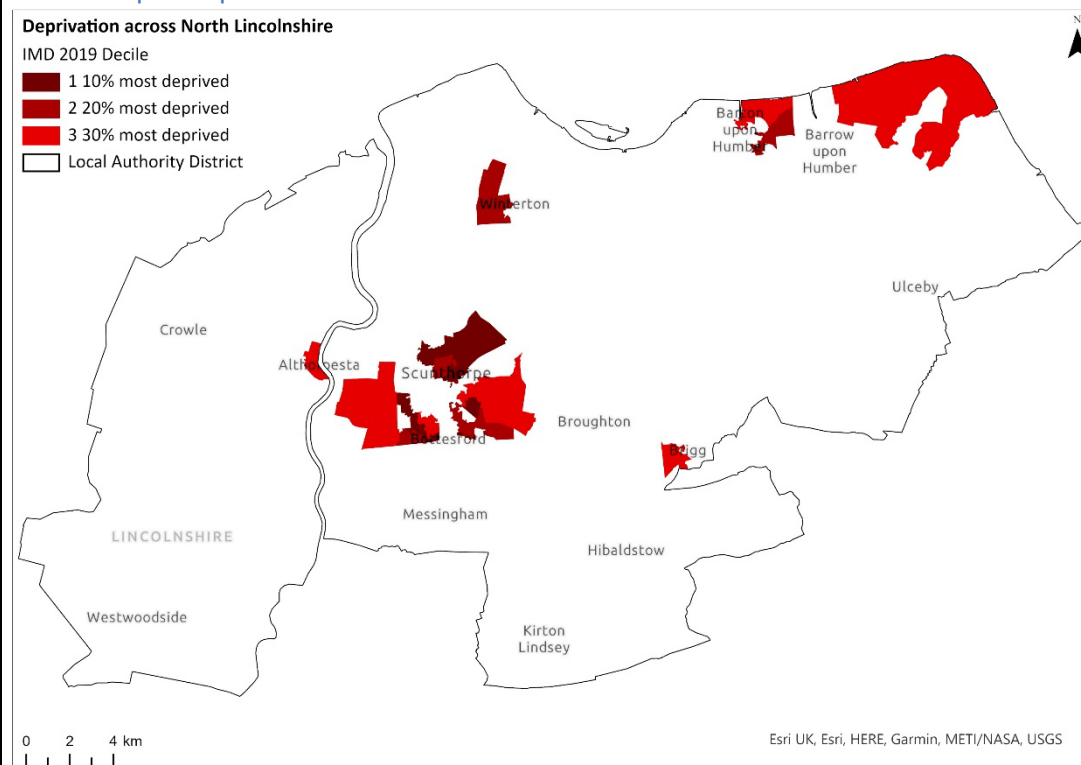 Deprivation across North Lincolnshire
IMD 2019 Decile
1 10% most deprived
2 20% most deprived
3 30% most deprived
Local Authority District
N
Barton
upon
Humber
Barrow
upon
Humber
Winterton
Ulceby
Crowle
Scunthorpe
Broughton
Bottesford
Brigg
Messingham
LINCOLNSHIRE
Hibaldstow
Westwoodside
Kirton
Lindsey
0 2 4 km
Esri UK, Esri, HERE, Garmin, METI/NASA, USGS